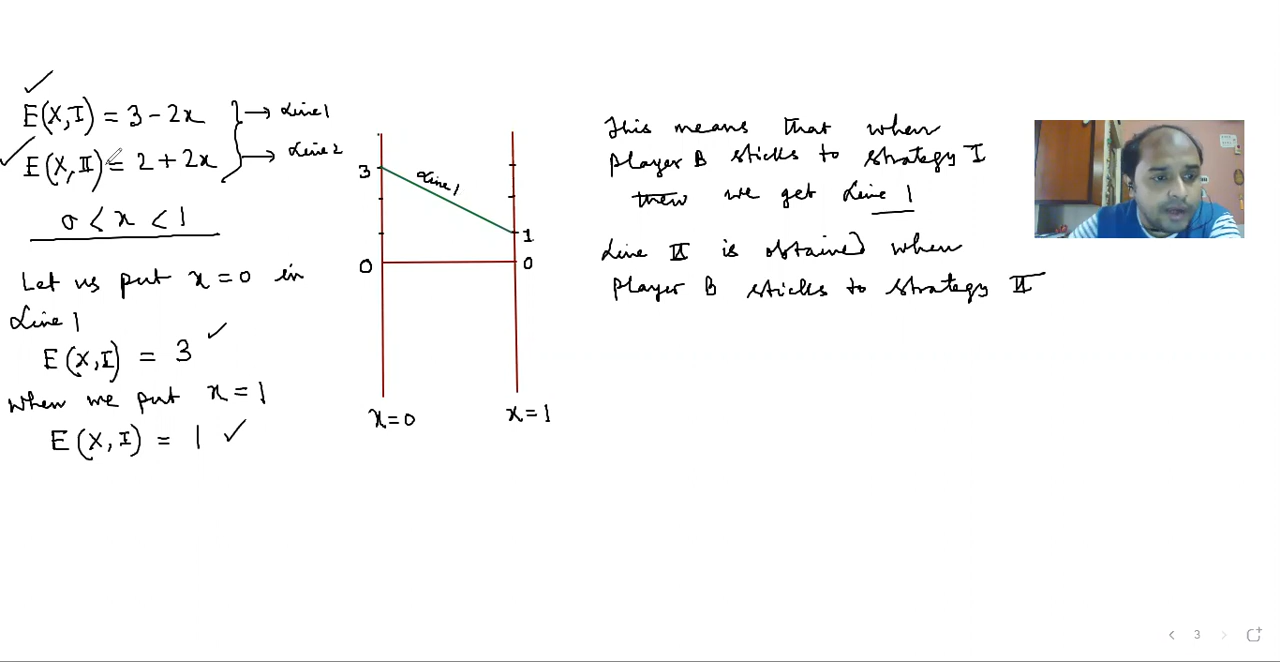 E(X,I) = 3 - 2x → Line 1
E(X,II) = 2 + 2x → Line 2
0 < x < 1
Let us put x = 0 in
Line 1
E(X,I) = 3 ✓
When we put x = 1
E(X,I) = 1 ✓
3
Line 1
1
0
0
x = 0
x = 1
This means that when
Player B sticks to strategy I
then we get Line 1
Line II is obtained when
Player B sticks to strategy II
3